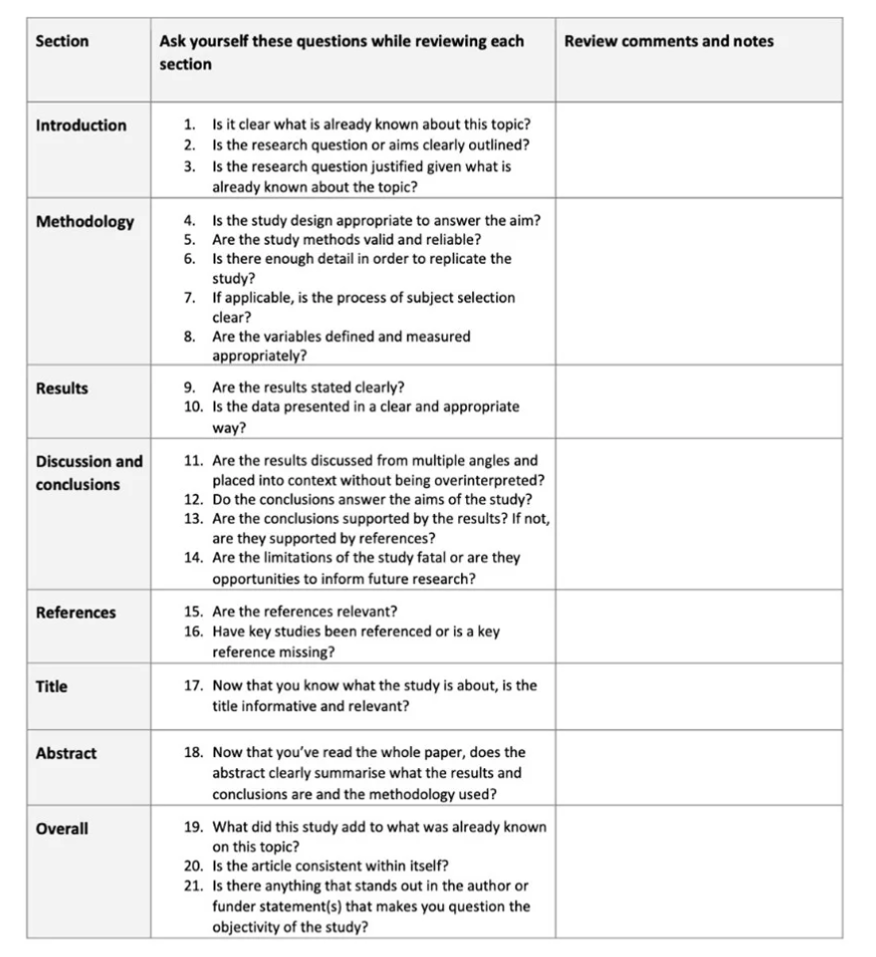 Section
Ask yourself these questions while reviewing each
section
Review comments and notes
Introduction
1. Is it clear what is already known about this topic?
2. Is the research question or aims clearly outlined?
3. Is the research question justified given what is
already known about the topic?
Methodology
4. Is the study design appropriate to answer the aim?
5. Are the study methods valid and reliable?
6. Is there enough detail in order to replicate the
study?
7. If applicable, is the process of subject selection
clear?
8. Are the variables defined and measured
appropriately?
Results
9. Are the results stated clearly?
10. Is the data presented in a clear and appropriate
way?
Discussion and
conclusions
11. Are the results discussed from multiple angles and
placed into context without being overinterpreted?
12. Do the conclusions answer the aims of the study?
13. Are the conclusions supported by the results? If not,
are they supported by references?
14. Are the limitations of the study fatal or are they
opportunities to inform future research?
References
15. Are the references relevant?
16. Have key studies been referenced or is a key
reference missing?
Title
17. Now that you know what the study is about, is the
title informative and relevant?
Abstract
18. Now that you've read the whole paper, does the
abstract clearly summarise what the results and
conclusions are and the methodology used?
Overall
19. What did this study add to what was already known
on this topic?
20. Is the article consistent within itself?
21. Is there anything that stands out in the author or
funder statement(s) that makes you question the
objectivity of the study?